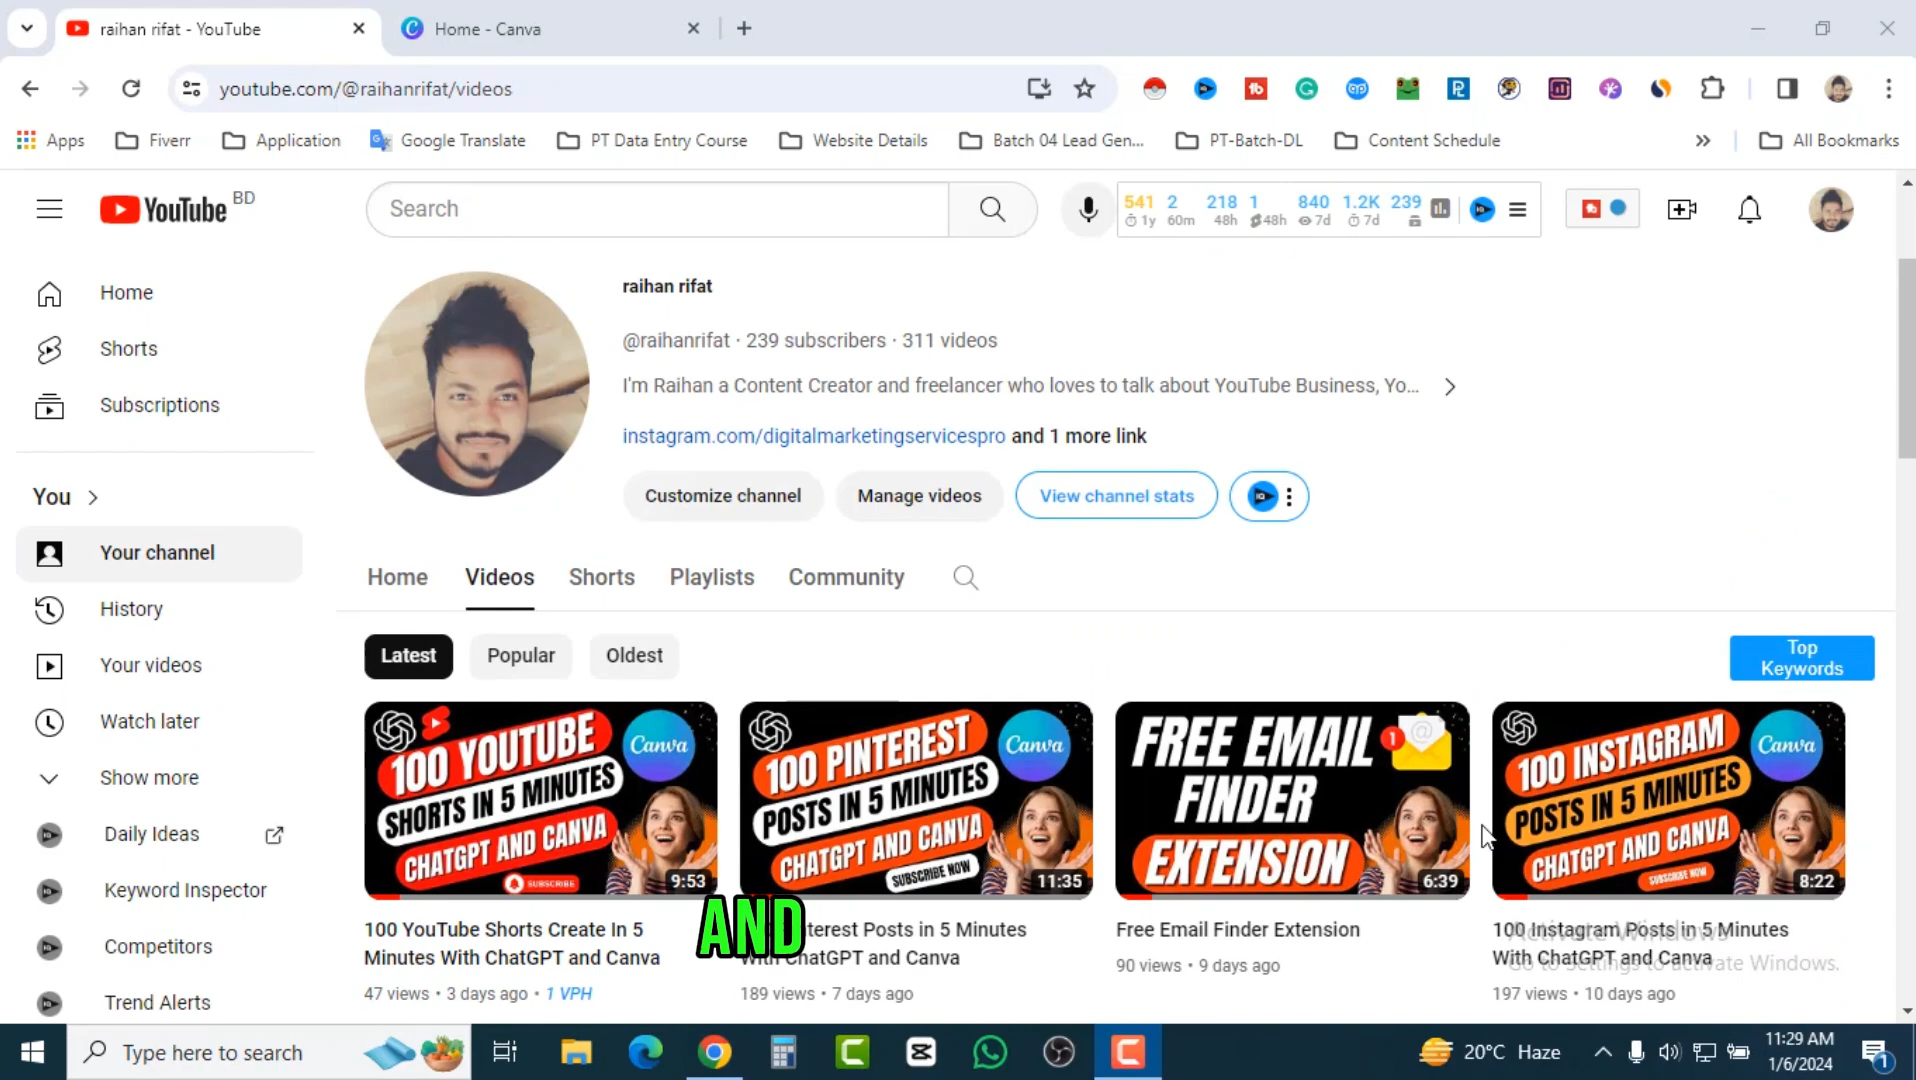 raihan rifat - YouTube
Home - Canva
youtube.com/@raihanrifat/videos
Apps
Fiverr
Application
Google Translate
PT Data Entry Course
Website Details
Batch 04 Lead Gen...
PT-Batch-DL
Content Schedule
All Bookmarks
YouTube BD
Search
541 2 218 1 840 1.2K 239
1y 60m 48h 48h 7d 7d
raihan rifat
@raihanrifat · 239 subscribers · 311 videos
I'm Raihan a Content Creator and freelancer who loves to talk about YouTube Business, Yo...
instagram.com/digitalmarketingservicespro and 1 more link
Customize channel
Manage videos
View channel stats
Home
Shorts
Subscriptions
You
Your channel
History
Your videos
Watch later
Show more
Daily Ideas
Keyword Inspector
Competitors
Trend Alerts
Home
Videos
Shorts
Playlists
Community
Latest
Popular
Oldest
Top
Keywords
100 YOUTUBE
SHORTS IN 5 MINUTES
CHATGPT AND CANVA
Canva
SUBSCRIBE
9:53
100 YouTube Shorts Create In 5
Minutes With ChatGPT and Canva
47 views · 3 days ago · 1 VPH
100 PINTEREST
POSTS IN 5 MINUTES
CHATGPT AND CANVA
Canva
SUBSCRIBE NOW
11:35
AND
terest Posts in 5 Minutes
With ChatGPT and Canva
189 views · 7 days ago
FREE EMAIL
FINDER
EXTENSION
1
6:39
Free Email Finder Extension
90 views · 9 days ago
100 INSTAGRAM
POSTS IN 5 MINUTES
CHATGPT AND CANVA
Canva
SUBSCRIBE NOW
8:22
100 Instagram Posts in 5 Minutes
With ChatGPT and Canva
197 views · 10 days ago
Activate Windows
Go to Settings to activate Windows.
Type here to search
20°C Haze
11:29 AM
1/6/2024
1